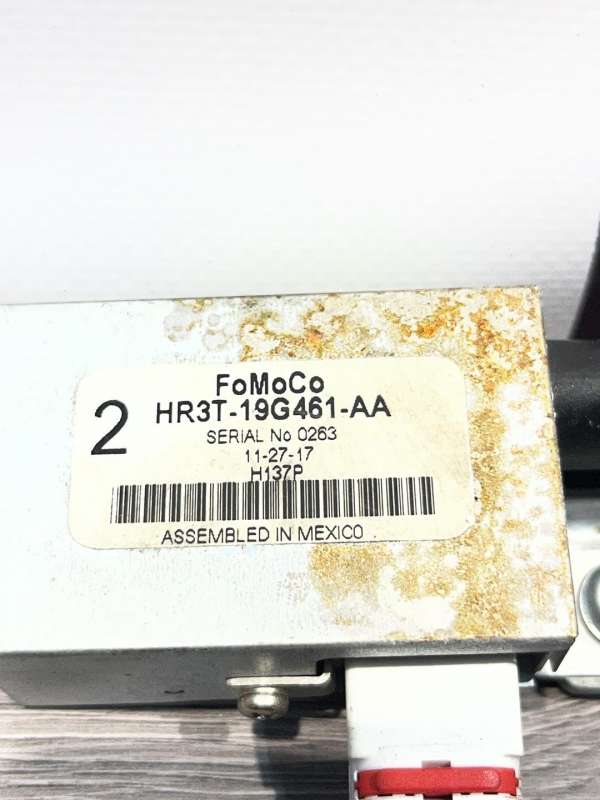 FoMoCo
2 HR3T-19G461-AA
SERIAL No 0263
11-27-17
H137P
ASSEMBLED IN MEXICO